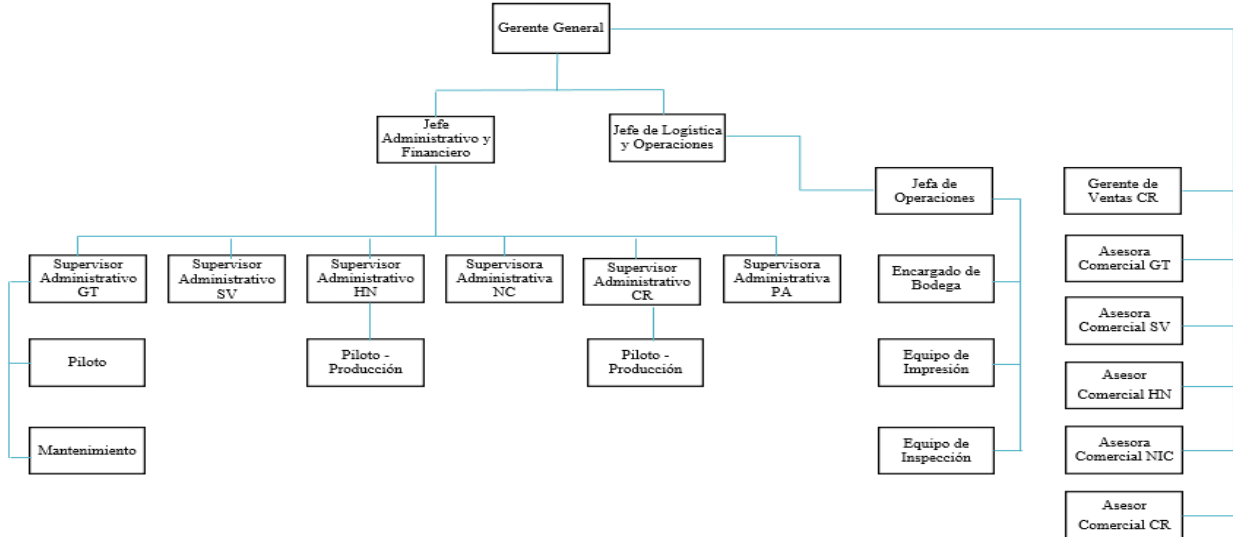 Gerente General
Jefe
Administrativo y
Financiero
Jefe de Logística
y Operaciones
Jefa de
Operaciones
Gerente de
Ventas CR
Supervisor
Administrativo
GT
Supervisor
Administrativo
SV
Supervisor
Administrativo
HN
Supervisora
Administrativa
NC
Supervisor
Administrativo
CR
Supervisora
Administrativa
PA
Encargado de
Bodega
Asesora
Comercial GT
Asesora
Comercial SV
Piloto
Piloto -
Producción
Piloto -
Producción
Equipo de
Impresión
Asesor
Comercial HN
Mantenimiento
Equipo de
Inspección
Asesora
Comercial NIC
Asesor
Comercial CR